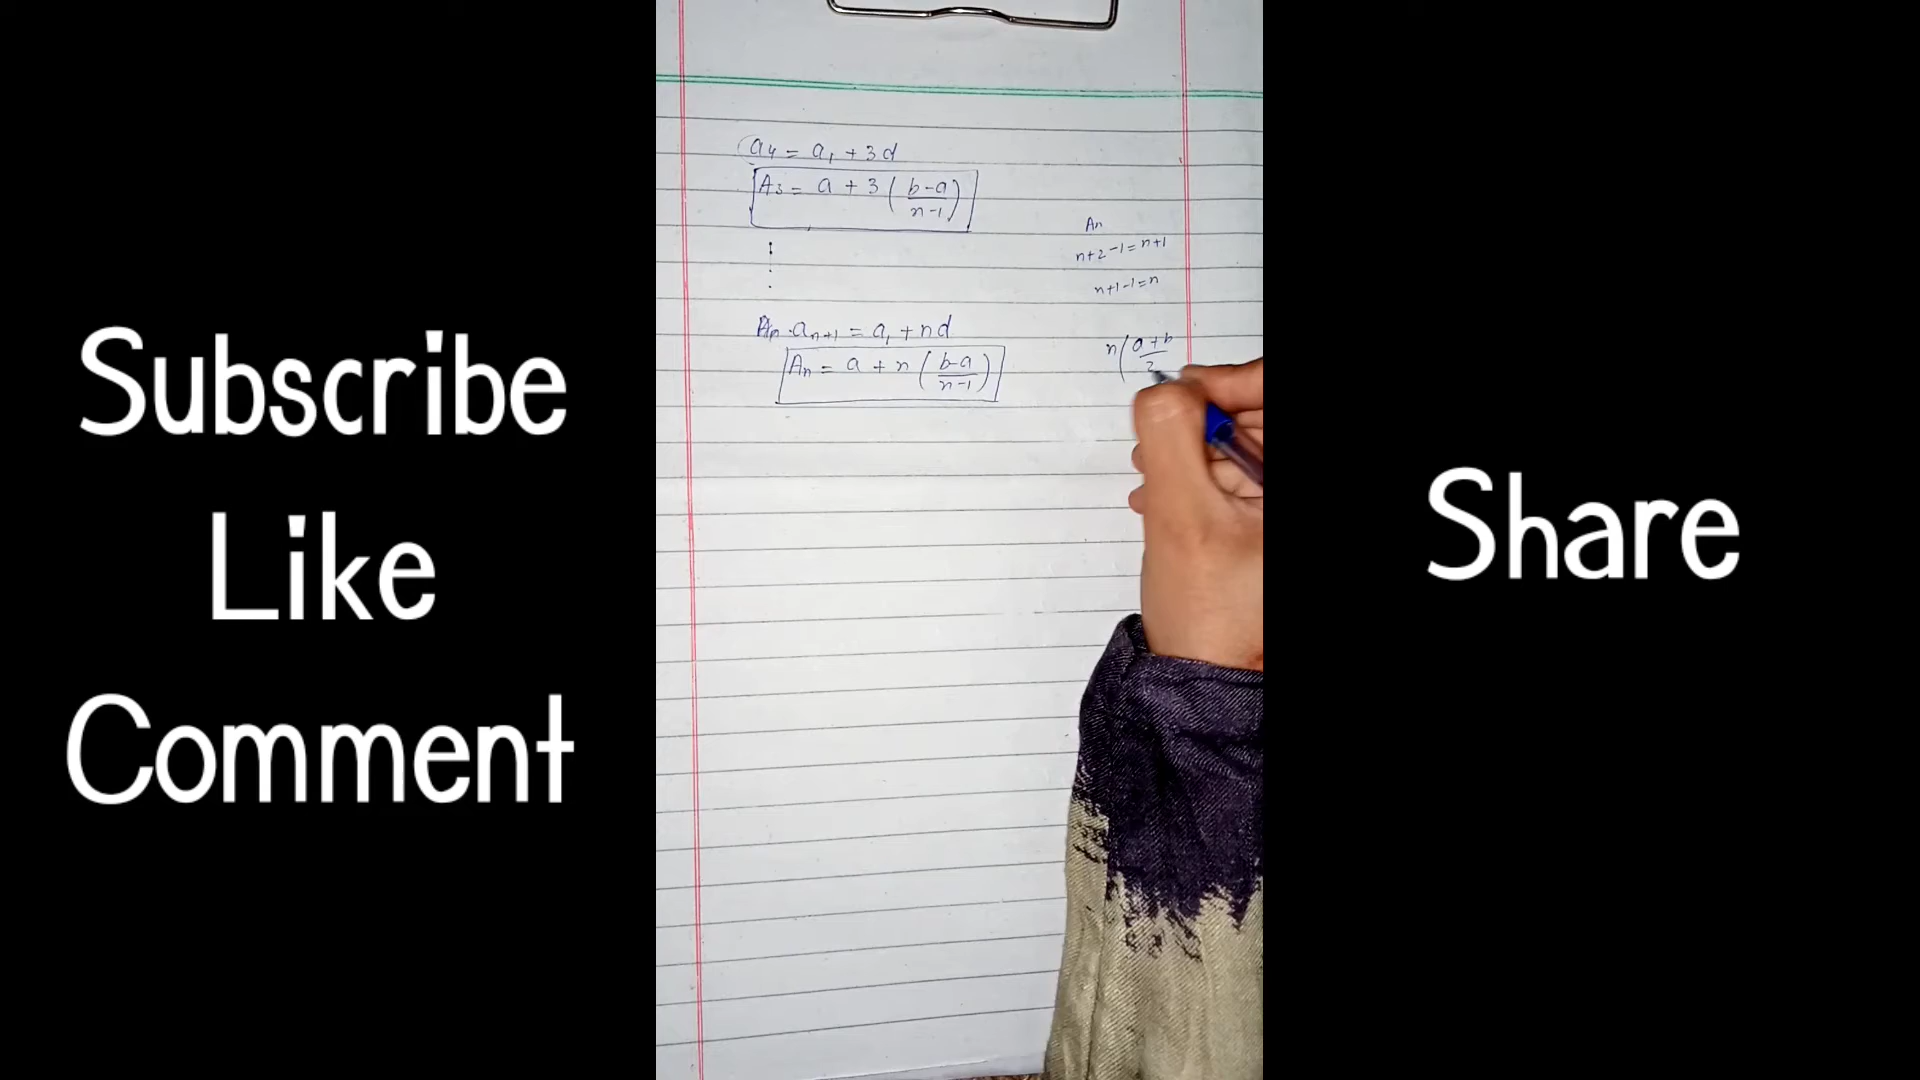 Subscribe
Like
Comment
a4 = a1 + 3d
A3 = a + 3 (b-a/n-1)
An
n+2-1=n+1
n+1-1=n
An · an+1 = a1 + nd
An = a + n (b-a/n-1)
n(a+b/2
Share